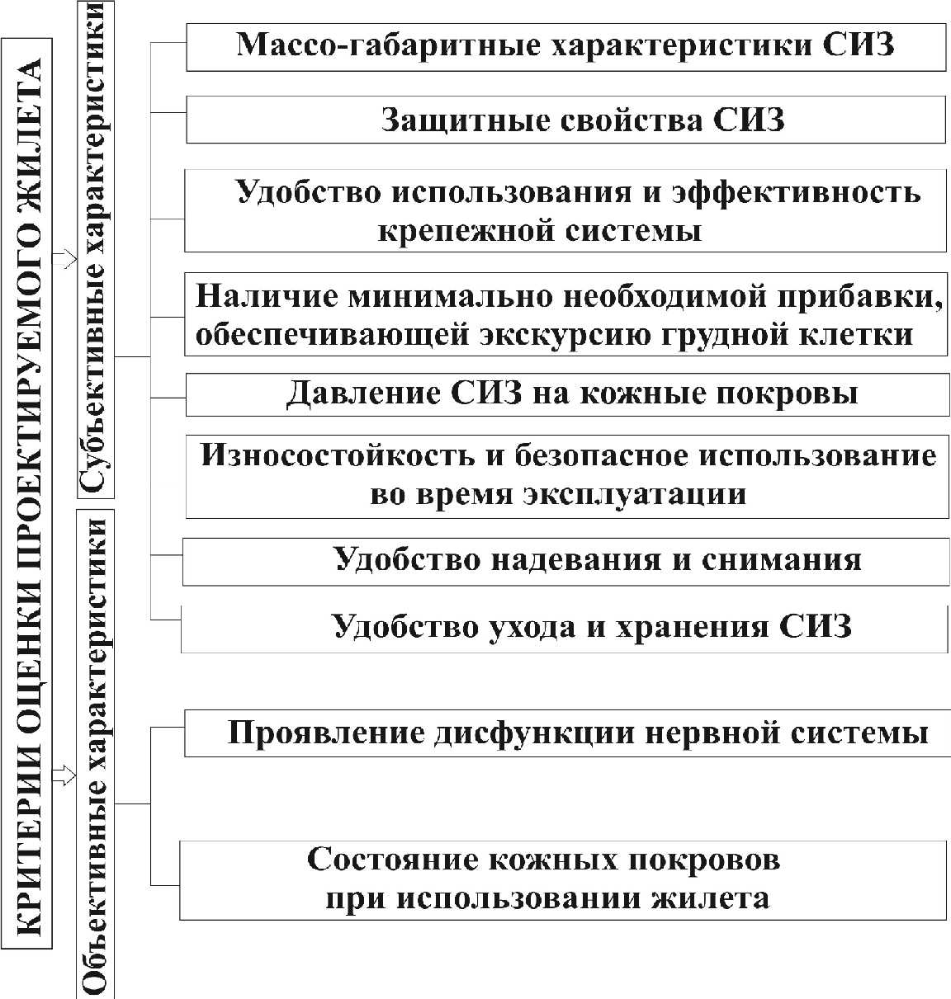 КРИТЕРИИ ОЦЕНКИ ПРОЕКТИРУЕМОГО ЖИЛЕТА
Субъективные характеристики
Массо-габаритные характеристики СИЗ
Защитные свойства СИЗ
Удобство использования и эффективность
крепежной системы
Наличие минимально необходимой прибавки,
обеспечивающей экскурсию грудной клетки
Давление СИЗ на кожные покровы
Износостойкость и безопасное использование
во время эксплуатации
Удобство надевания и снимания
Удобство ухода и хранения СИЗ
Объективные характеристики
Проявление дисфункции нервной системы
Состояние кожных покровов
при использовании жилета